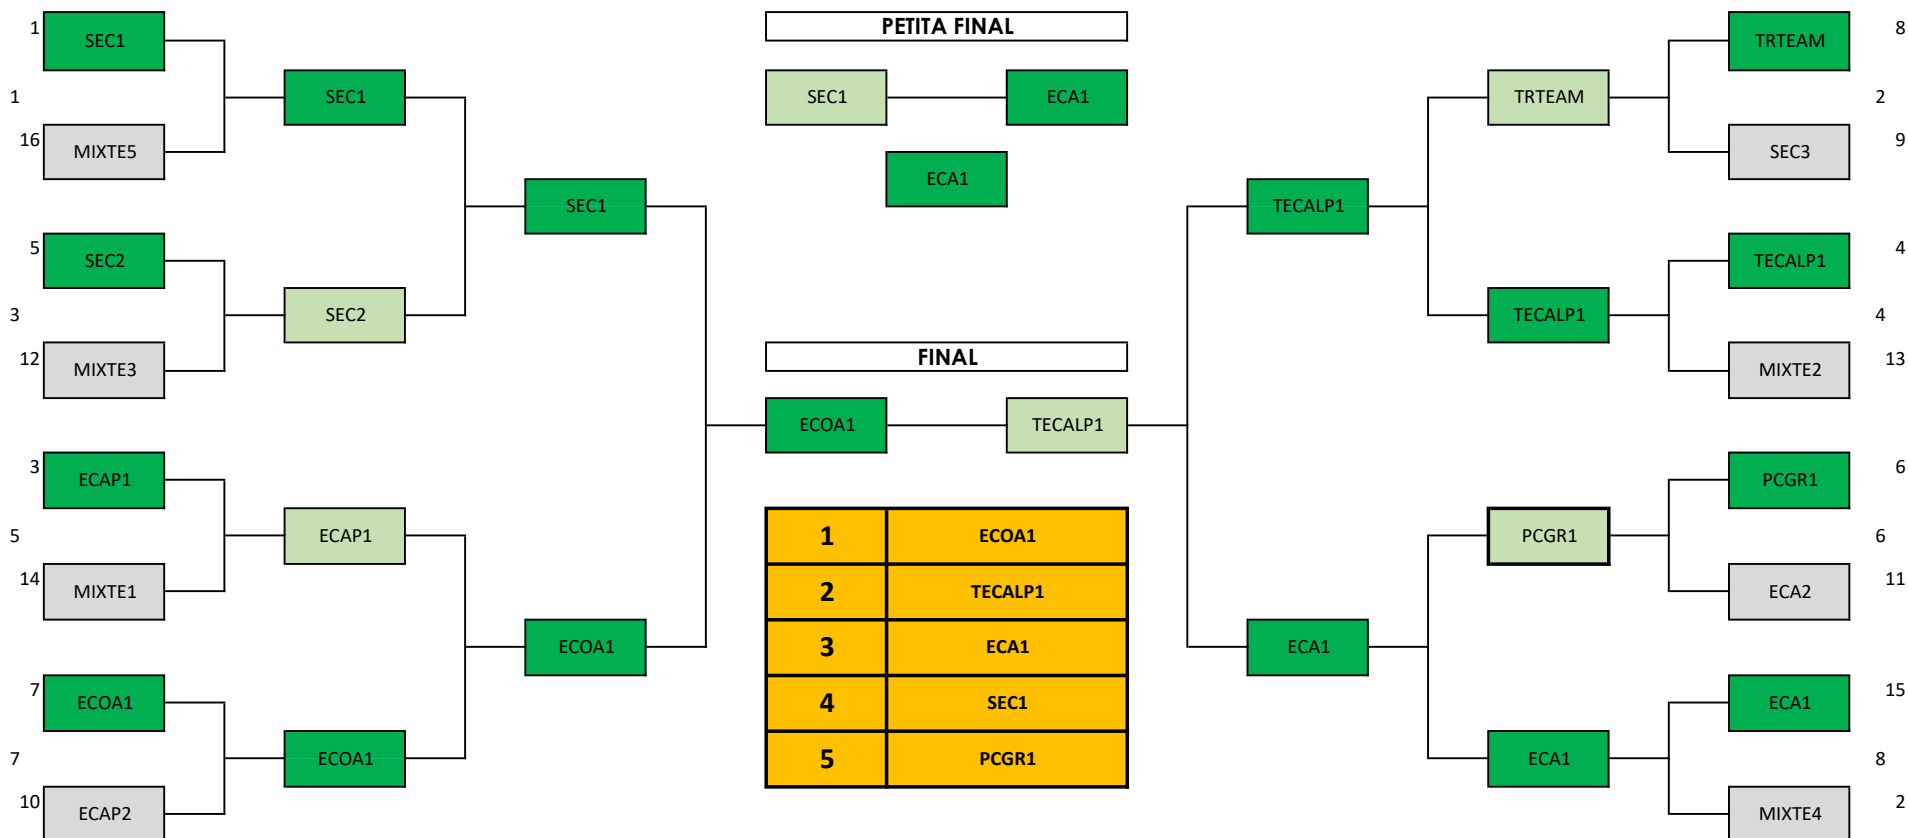 1
SEC1
1
SEC1
16
MIXTE5
SEC1
5
SEC2
3
SEC2
12
MIXTE3
3
ECAP1
5
ECAP1
14
MIXTE1
ECOA1
7
ECOA1
7
ECOA1
10
ECAP2
PETITA FINAL
SEC1 ECA1
ECA1
FINAL
ECOA1 TECALP1
1 ECOA1
2 TECALP1
3 ECA1
4 SEC1
5 PCGR1
TRTEAM 8
TRTEAM 2
SEC3 9
TECALP1
TECALP1 4
TECALP1 4
MIXTE2 13
PCGR1 6
PCGR1 6
ECA2 11
ECA1
ECA1 15
ECA1 8
MIXTE4 2